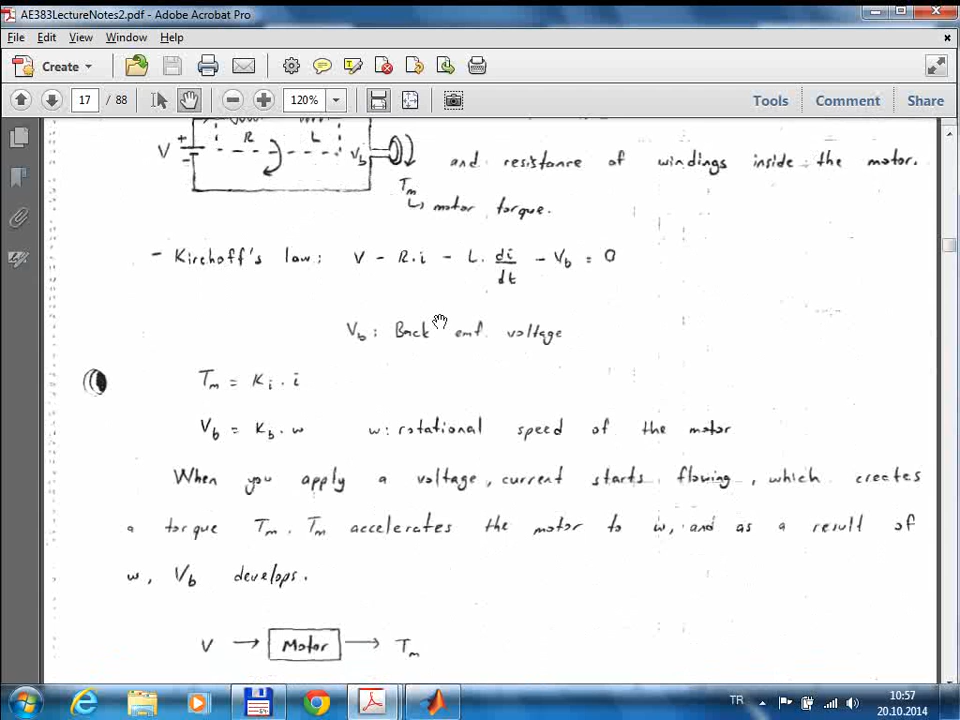 AE383LectureNotes2.pdf - Adobe Acrobat Pro
File Edit View Window Help
Create
17 / 88 120% Tools Comment Share
R L
V + - Vb and resistance of windings inside the motor.
Tm
motor torque.
- Kirchoff's law: V - R.i - L. di/dt - Vb = 0
Vb : Back emf. voltage
Tm = Ki . i
Vb = Kb . w w: rotational speed of the motor
When you apply a voltage, current starts flowing, which creates
a torque Tm. Tm accelerates the motor to w, and as a result of
w, Vb develops.
V → Motor → Tm
TR 10:57
20.10.2014